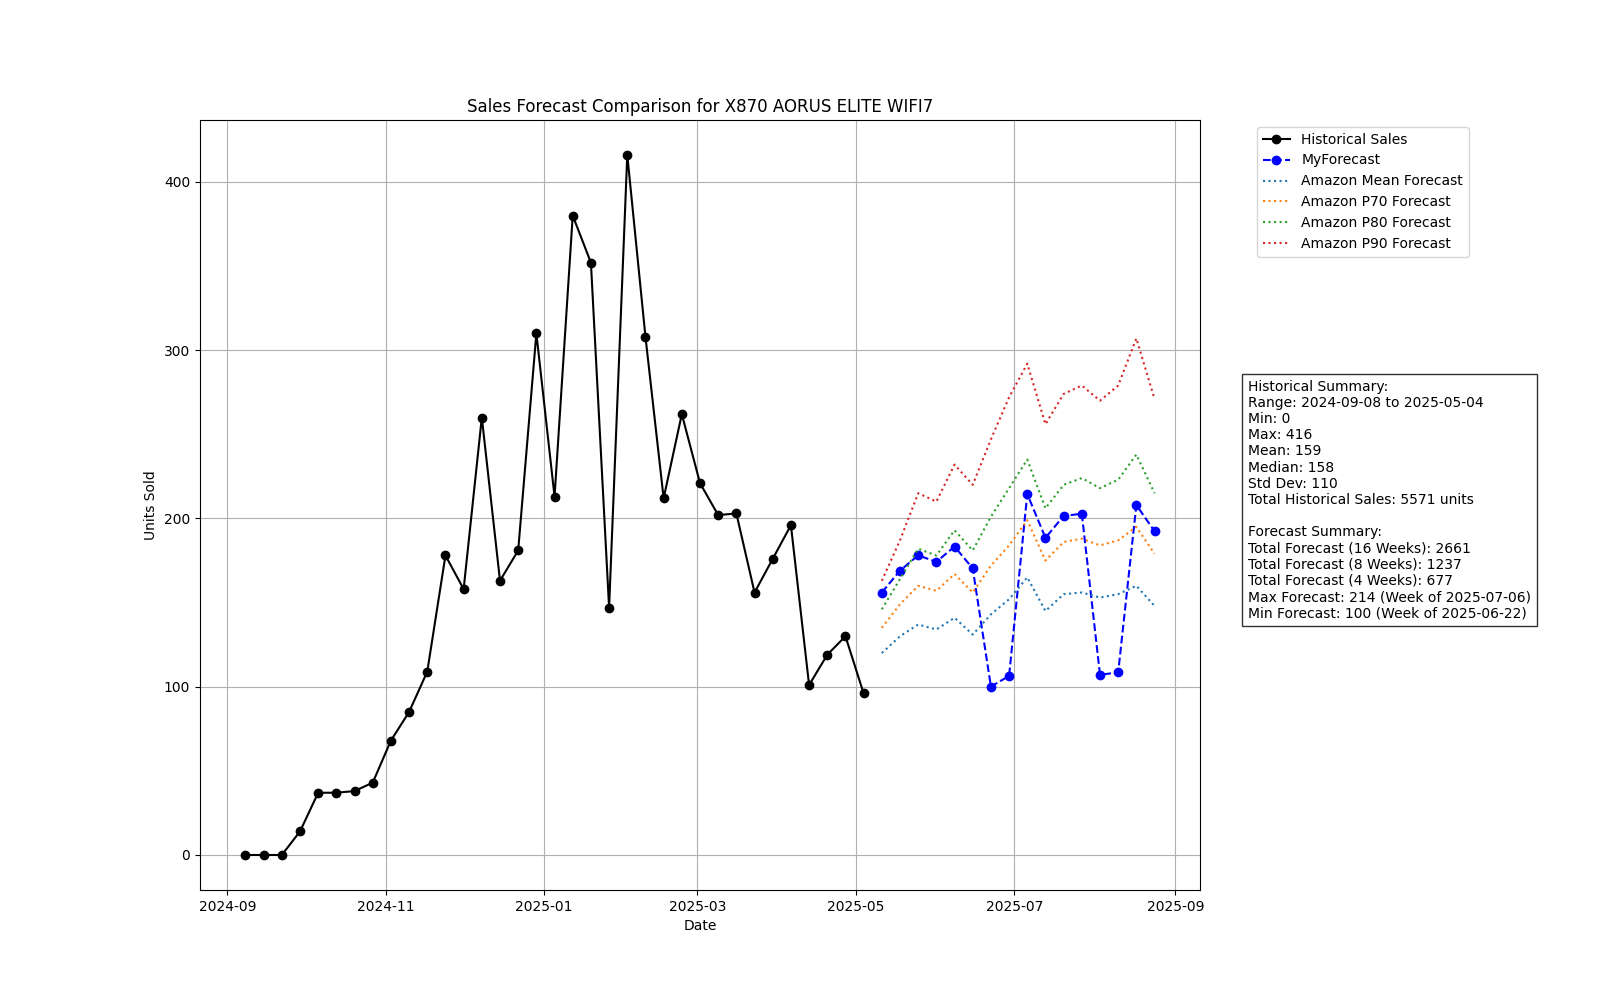 Sales Forecast Comparison for X870 AORUS ELITE WIFI7
Historical Sales
MyForecast
Amazon Mean Forecast
Amazon P70 Forecast
Amazon P80 Forecast
Amazon P90 Forecast
Units Sold
400
300
200
100
0
2024-09
2024-11
2025-01
2025-03
2025-05
2025-07
2025-09
Date
Historical Summary:
Range: 2024-09-08 to 2025-05-04
Min: 0
Max: 416
Mean: 159
Median: 158
Std Dev: 110
Total Historical Sales: 5571 units
Forecast Summary:
Total Forecast (16 Weeks): 2661
Total Forecast (8 Weeks): 1237
Total Forecast (4 Weeks): 677
Max Forecast: 214 (Week of 2025-07-06)
Min Forecast: 100 (Week of 2025-06-22)